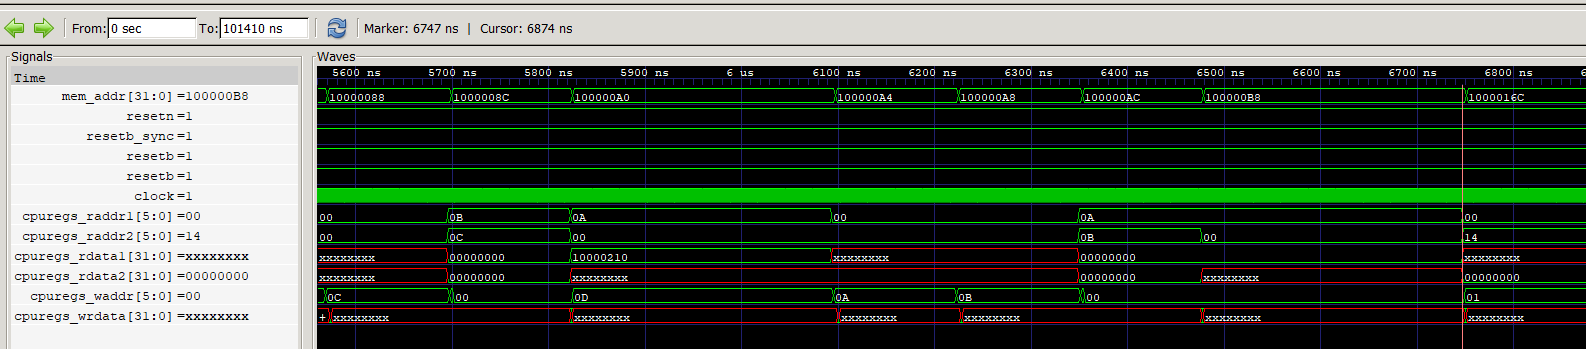 From: 0 sec To: 101410 ns Marker: 6747 ns | Cursor: 6874 ns
Signals Waves
Time 5600 ns 5700 ns 5800 ns 5900 ns 6 us 6100 ns 6200 ns 6300 ns 6400 ns 6500 ns 6600 ns 6700 ns 6800 ns 6
mem_addr[31:0] =100000B8 10000088 1000008C 100000A0 100000A4 100000A8 100000AC 100000B8 1000016C
resetn =1
resetb_sync =1
resetb =1
resetb =1
clock =1
cpuregs_raddr1[5:0] =00 00 0B 0A 00 0A 00
cpuregs_raddr2[5:0] =14 00 0C 00 0B 00 14
cpuregs_rdata1[31:0] =xxxxxxxx xxxxxxxx 00000000 10000210 xxxxxxxx 00000000 xxxxxxxx
cpuregs_rdata2[31:0] =00000000 xxxxxxxx 00000000 xxxxxxxx 00000000 xxxxxxxx 00000000
cpuregs_waddr[5:0] =00 0C 00 0D 0A 0B 00 01
cpuregs_wrdata[31:0] =xxxxxxxx + xxxxxxxx xxxxxxxx xxxxxxxx xxxxxxxx xxxxxxxx xxxxxxxx